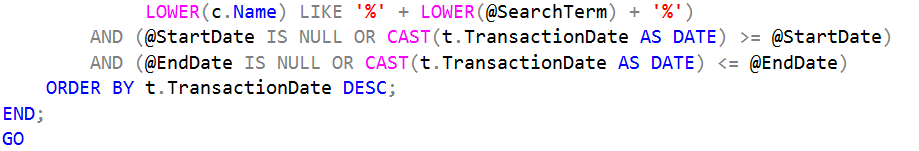 LOWER(c.Name) LIKE '%' + LOWER(@SearchTerm) + '%')
AND (@StartDate IS NULL OR CAST(t.TransactionDate AS DATE) >= @StartDate)
AND (@EndDate IS NULL OR CAST(t.TransactionDate AS DATE) <= @EndDate)
ORDER BY t.TransactionDate DESC;
END;
GO